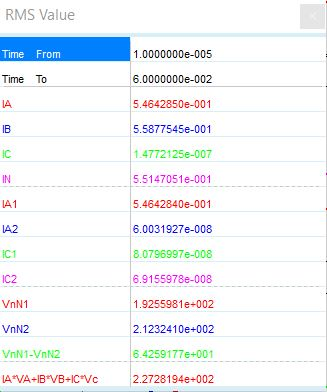 RMS Value
Time From 1.0000000e-005
Time To 6.0000000e-002
IA 5.4642850e-001
IB 5.5877545e-001
IC 1.4772125e-007
IN 5.5147051e-001
IA1 5.4642840e-001
IA2 6.0031927e-008
IC1 8.0796997e-008
IC2 6.9155978e-008
VnN1 1.9255981e+002
VnN2 2.1232410e+002
VnN1-VnN2 6.4259177e+001
IA*VA+IB*VB+IC*Vc 2.2728194e+002